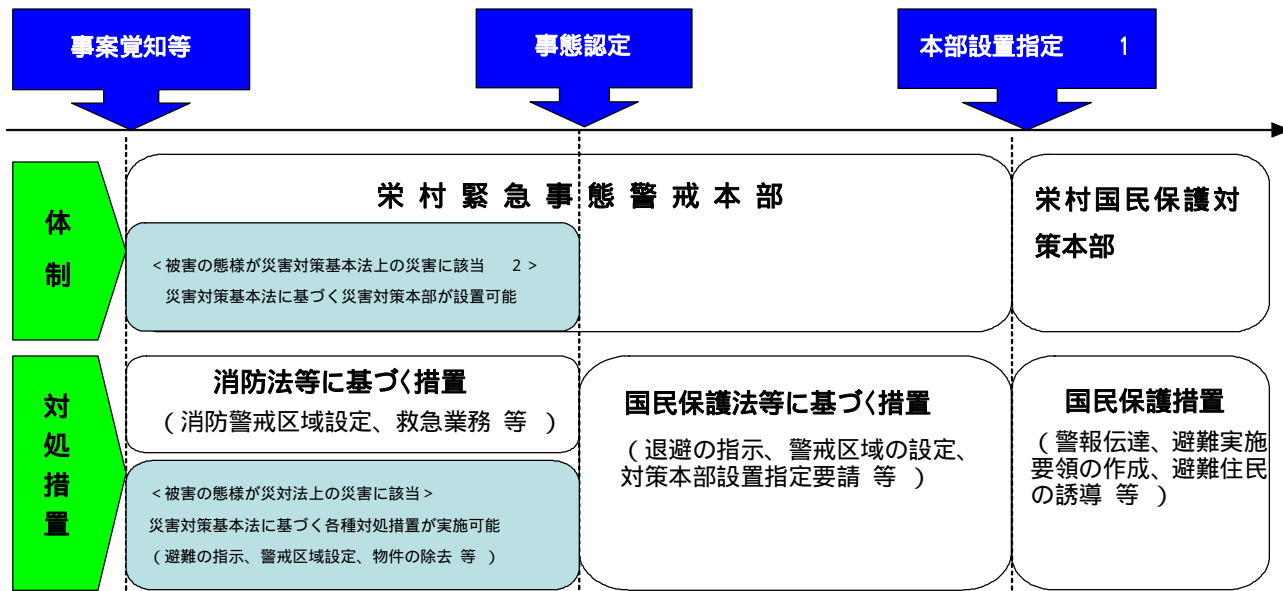 事案覚知等
事態認定
本部設置指定　1
体制
栄村緊急事態警戒本部
<被害の態様が災害対策基本法上の災害に該当　2>
災害対策基本法に基づく災害対策本部が設置可能
栄村国民保護対
策本部
対処措置
消防法等に基づく措置
(消防警戒区域設定、救急業務 等 )
<被害の態様が災対法上の災害に該当>
災害対策基本法に基づく各種対処措置が実施可能
(避難の指示、警戒区域設定、物件の除去 等 )
国民保護法等に基づく措置
(退避の指示、警戒区域の設定、
対策本部設置指定要請 等 )
国民保護措置
(警報伝達、避難実施
要領の作成、避難住民
の誘導 等 )